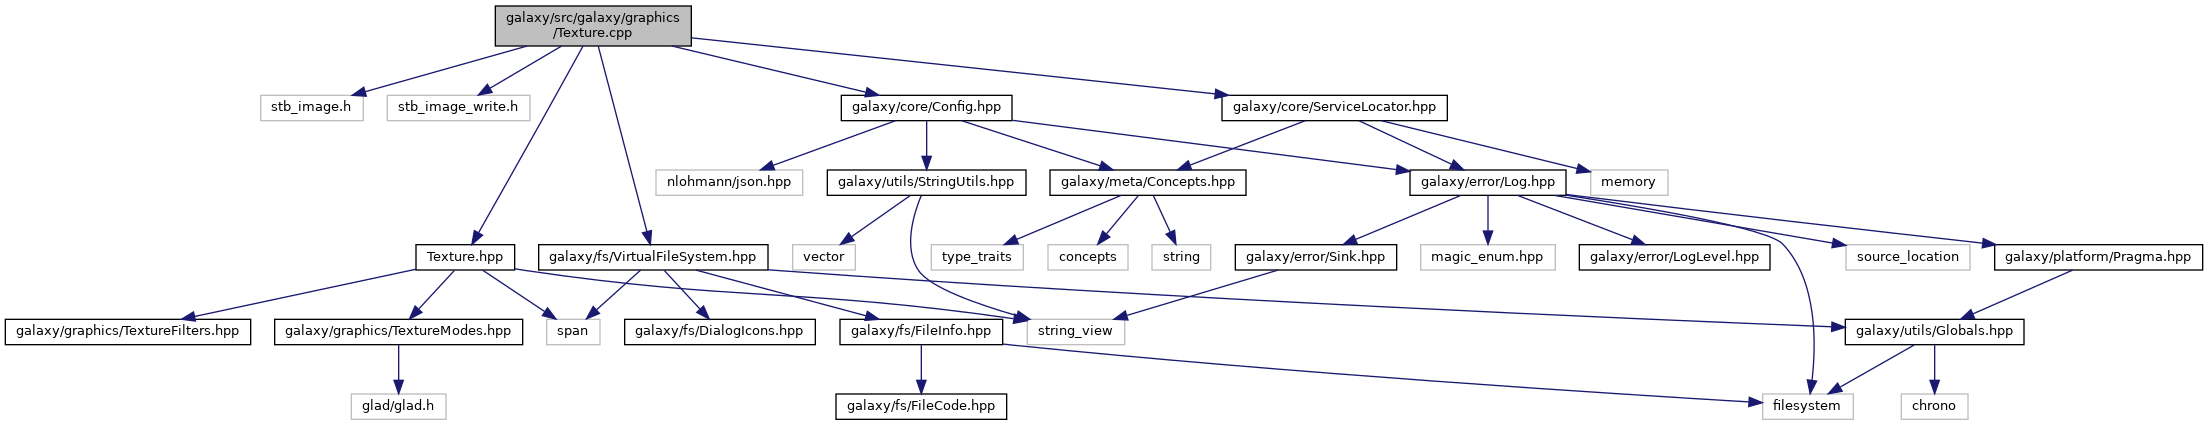 galaxy/src/galaxy/graphics
/Texture.cpp
stb_image.h
stb_image_write.h
galaxy/core/Config.hpp
galaxy/core/ServiceLocator.hpp
nlohmann/json.hpp
galaxy/utils/StringUtils.hpp
galaxy/meta/Concepts.hpp
galaxy/error/Log.hpp
memory
Texture.hpp
galaxy/fs/VirtualFileSystem.hpp
vector
type_traits
concepts
string
galaxy/error/Sink.hpp
magic_enum.hpp
galaxy/error/LogLevel.hpp
source_location
galaxy/platform/Pragma.hpp
galaxy/graphics/TextureFilters.hpp
galaxy/graphics/TextureModes.hpp
span
galaxy/fs/DialogIcons.hpp
galaxy/fs/FileInfo.hpp
string_view
galaxy/utils/Globals.hpp
glad/glad.h
galaxy/fs/FileCode.hpp
filesystem
chrono